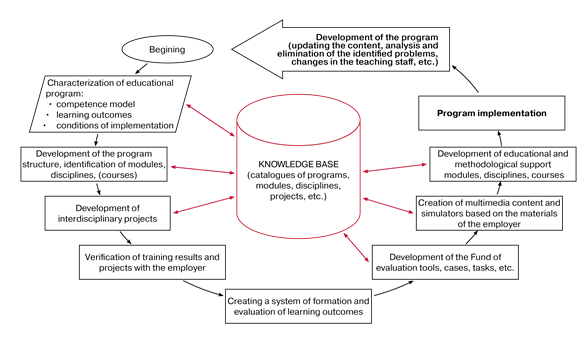 Begining
Development of the program
(updating the content, analysis and
elimination of the identified problems,
changes in the teaching staff, etc.)
Characterization of educational
program:
• competence model
• learning outcomes
• conditions of implementation
Development of the program
structure, identification of modules,
disciplines, (courses)
Development of
interdisciplinary projects
Verification of training results and
projects with the employer
Creating a system of formation and
evaluation of learning outcomes
KNOWLEDGE BASE
(catalogues of programs,
modules, disciplines,
projects, etc.)
Program implementation
Development of educational and
methodological support
modules, disciplines, courses
Creation of multimedia content and
simulators based on the materials
of the employer
Development of the Fund of
evaluation tools, cases, tasks, etc.